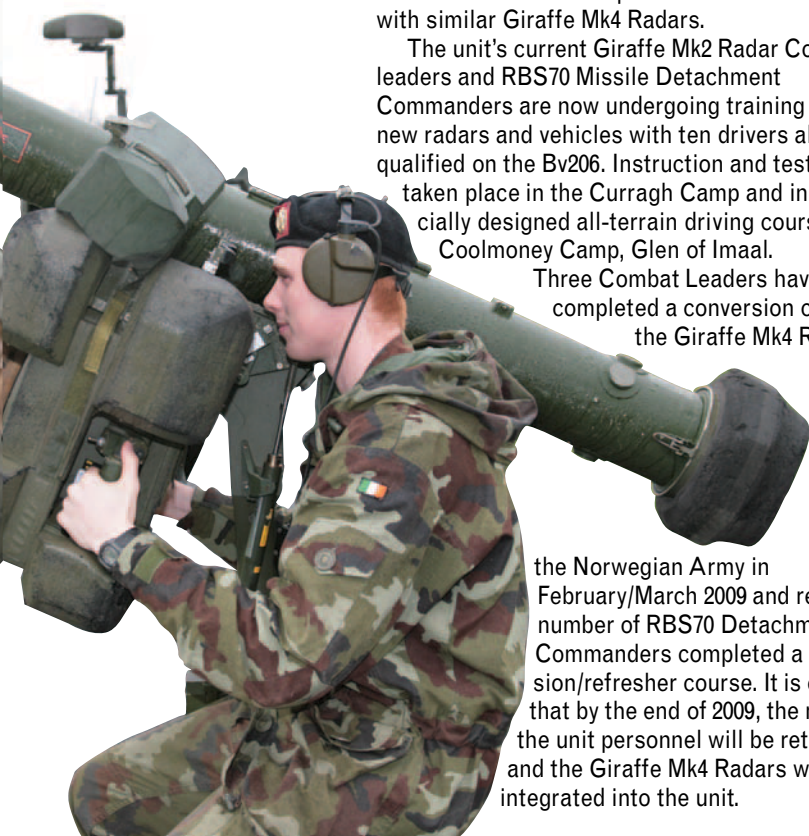 with similar Giraffe Mk4 Radars.
The unit's current Giraffe Mk2 Radar Co
leaders and RBS70 Missile Detachment
Commanders are now undergoing training
new radars and vehicles with ten drivers al
qualified on the Bv206. Instruction and test
taken place in the Curragh Camp and in
cially designed all-terrain driving cours
Coolmoney Camp, Glen of Imaal.
Three Combat Leaders hav
completed a conversion c
the Giraffe Mk4 R
the Norwegian Army in
February/March 2009 and re
number of RBS70 Detachm
Commanders completed a
sion/refresher course. It is
that by the end of 2009, the
the unit personnel will be ret
and the Giraffe Mk4 Radars w
integrated into the unit.